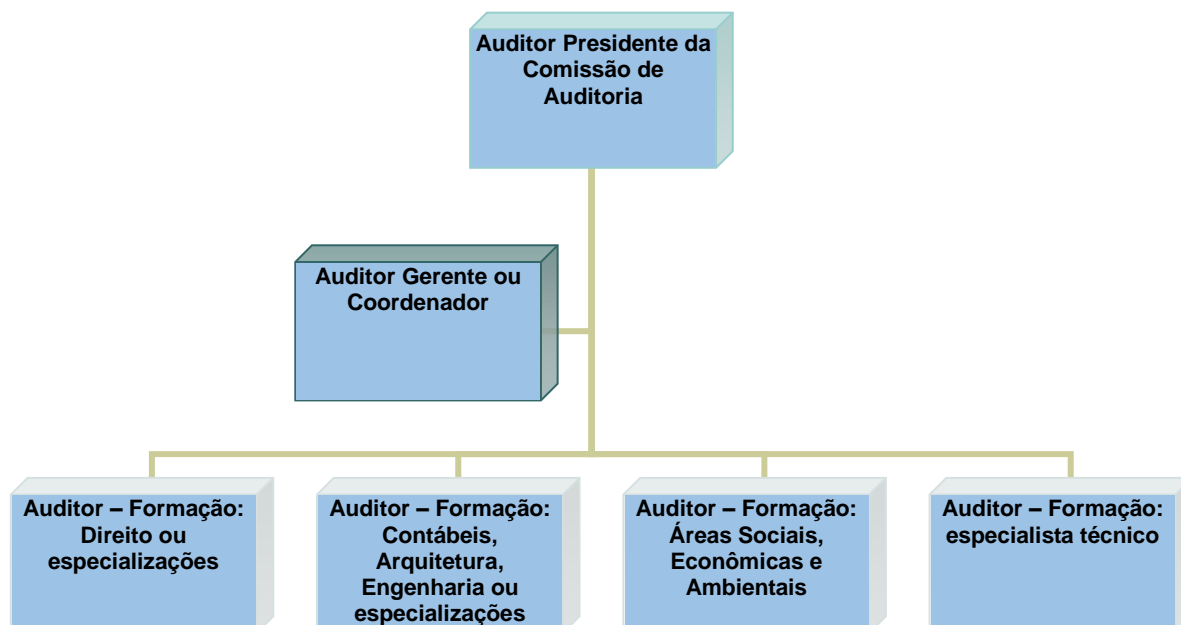 Auditor Presidente da
Comissão de
Auditoria
Auditor Gerente ou
Coordenador
Auditor – Formação:
Direito ou
especializações
Auditor – Formação:
Contábeis,
Arquitetura,
Engenharia ou
especializações
Auditor – Formação:
Áreas Sociais,
Econômicas e
Ambientais
Auditor – Formação:
especialista técnico